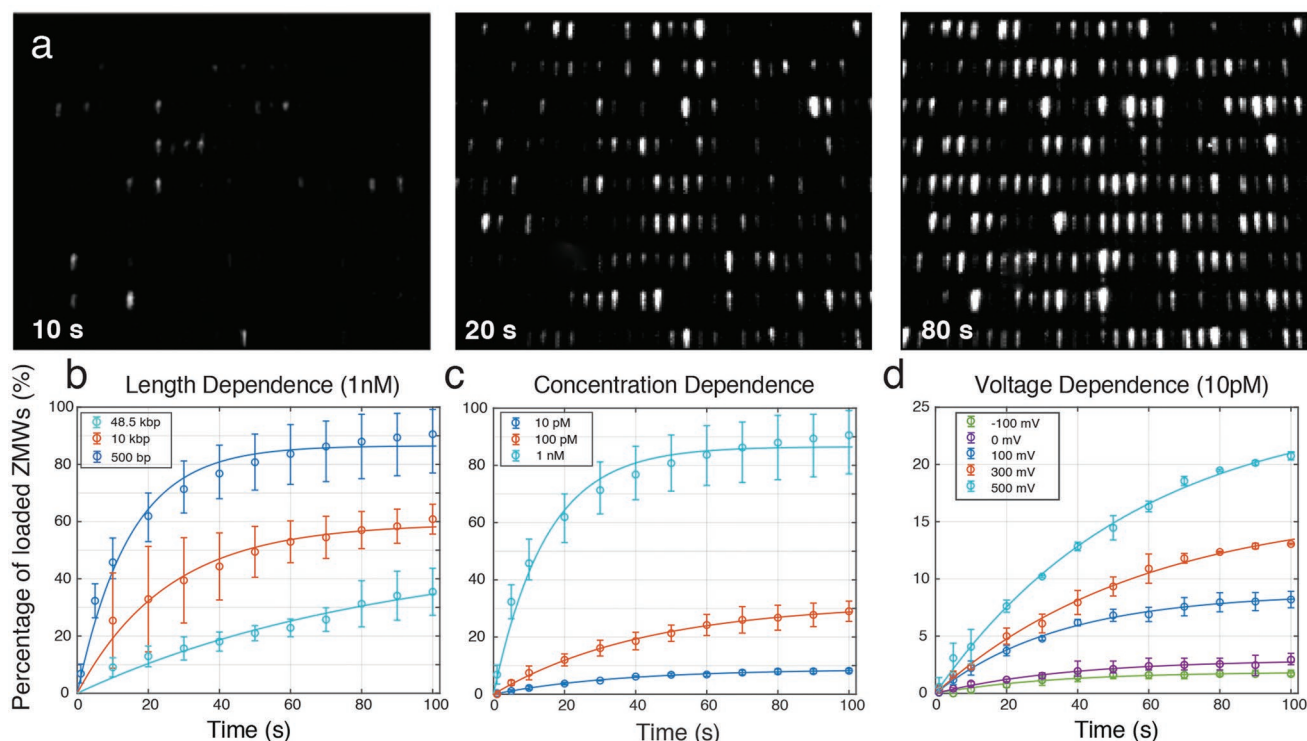 a
10 s
20 s
80 s
b
Length Dependence (1nM)
Percentage of loaded ZMWs (%)
100
80
60
40
20
0
48.5 kbp
10 kbp
500 bp
0
20
40
60
80
100
Time (s)
c
Concentration Dependence
100
80
60
40
20
0
10 pM
100 pM
1 nM
0
20
40
60
80
100
Time (s)
d
Voltage Dependence (10pM)
25
20
15
10
5
0
-100 mV
0 mV
100 mV
300 mV
500 mV
0
20
40
60
80
100
Time (s)